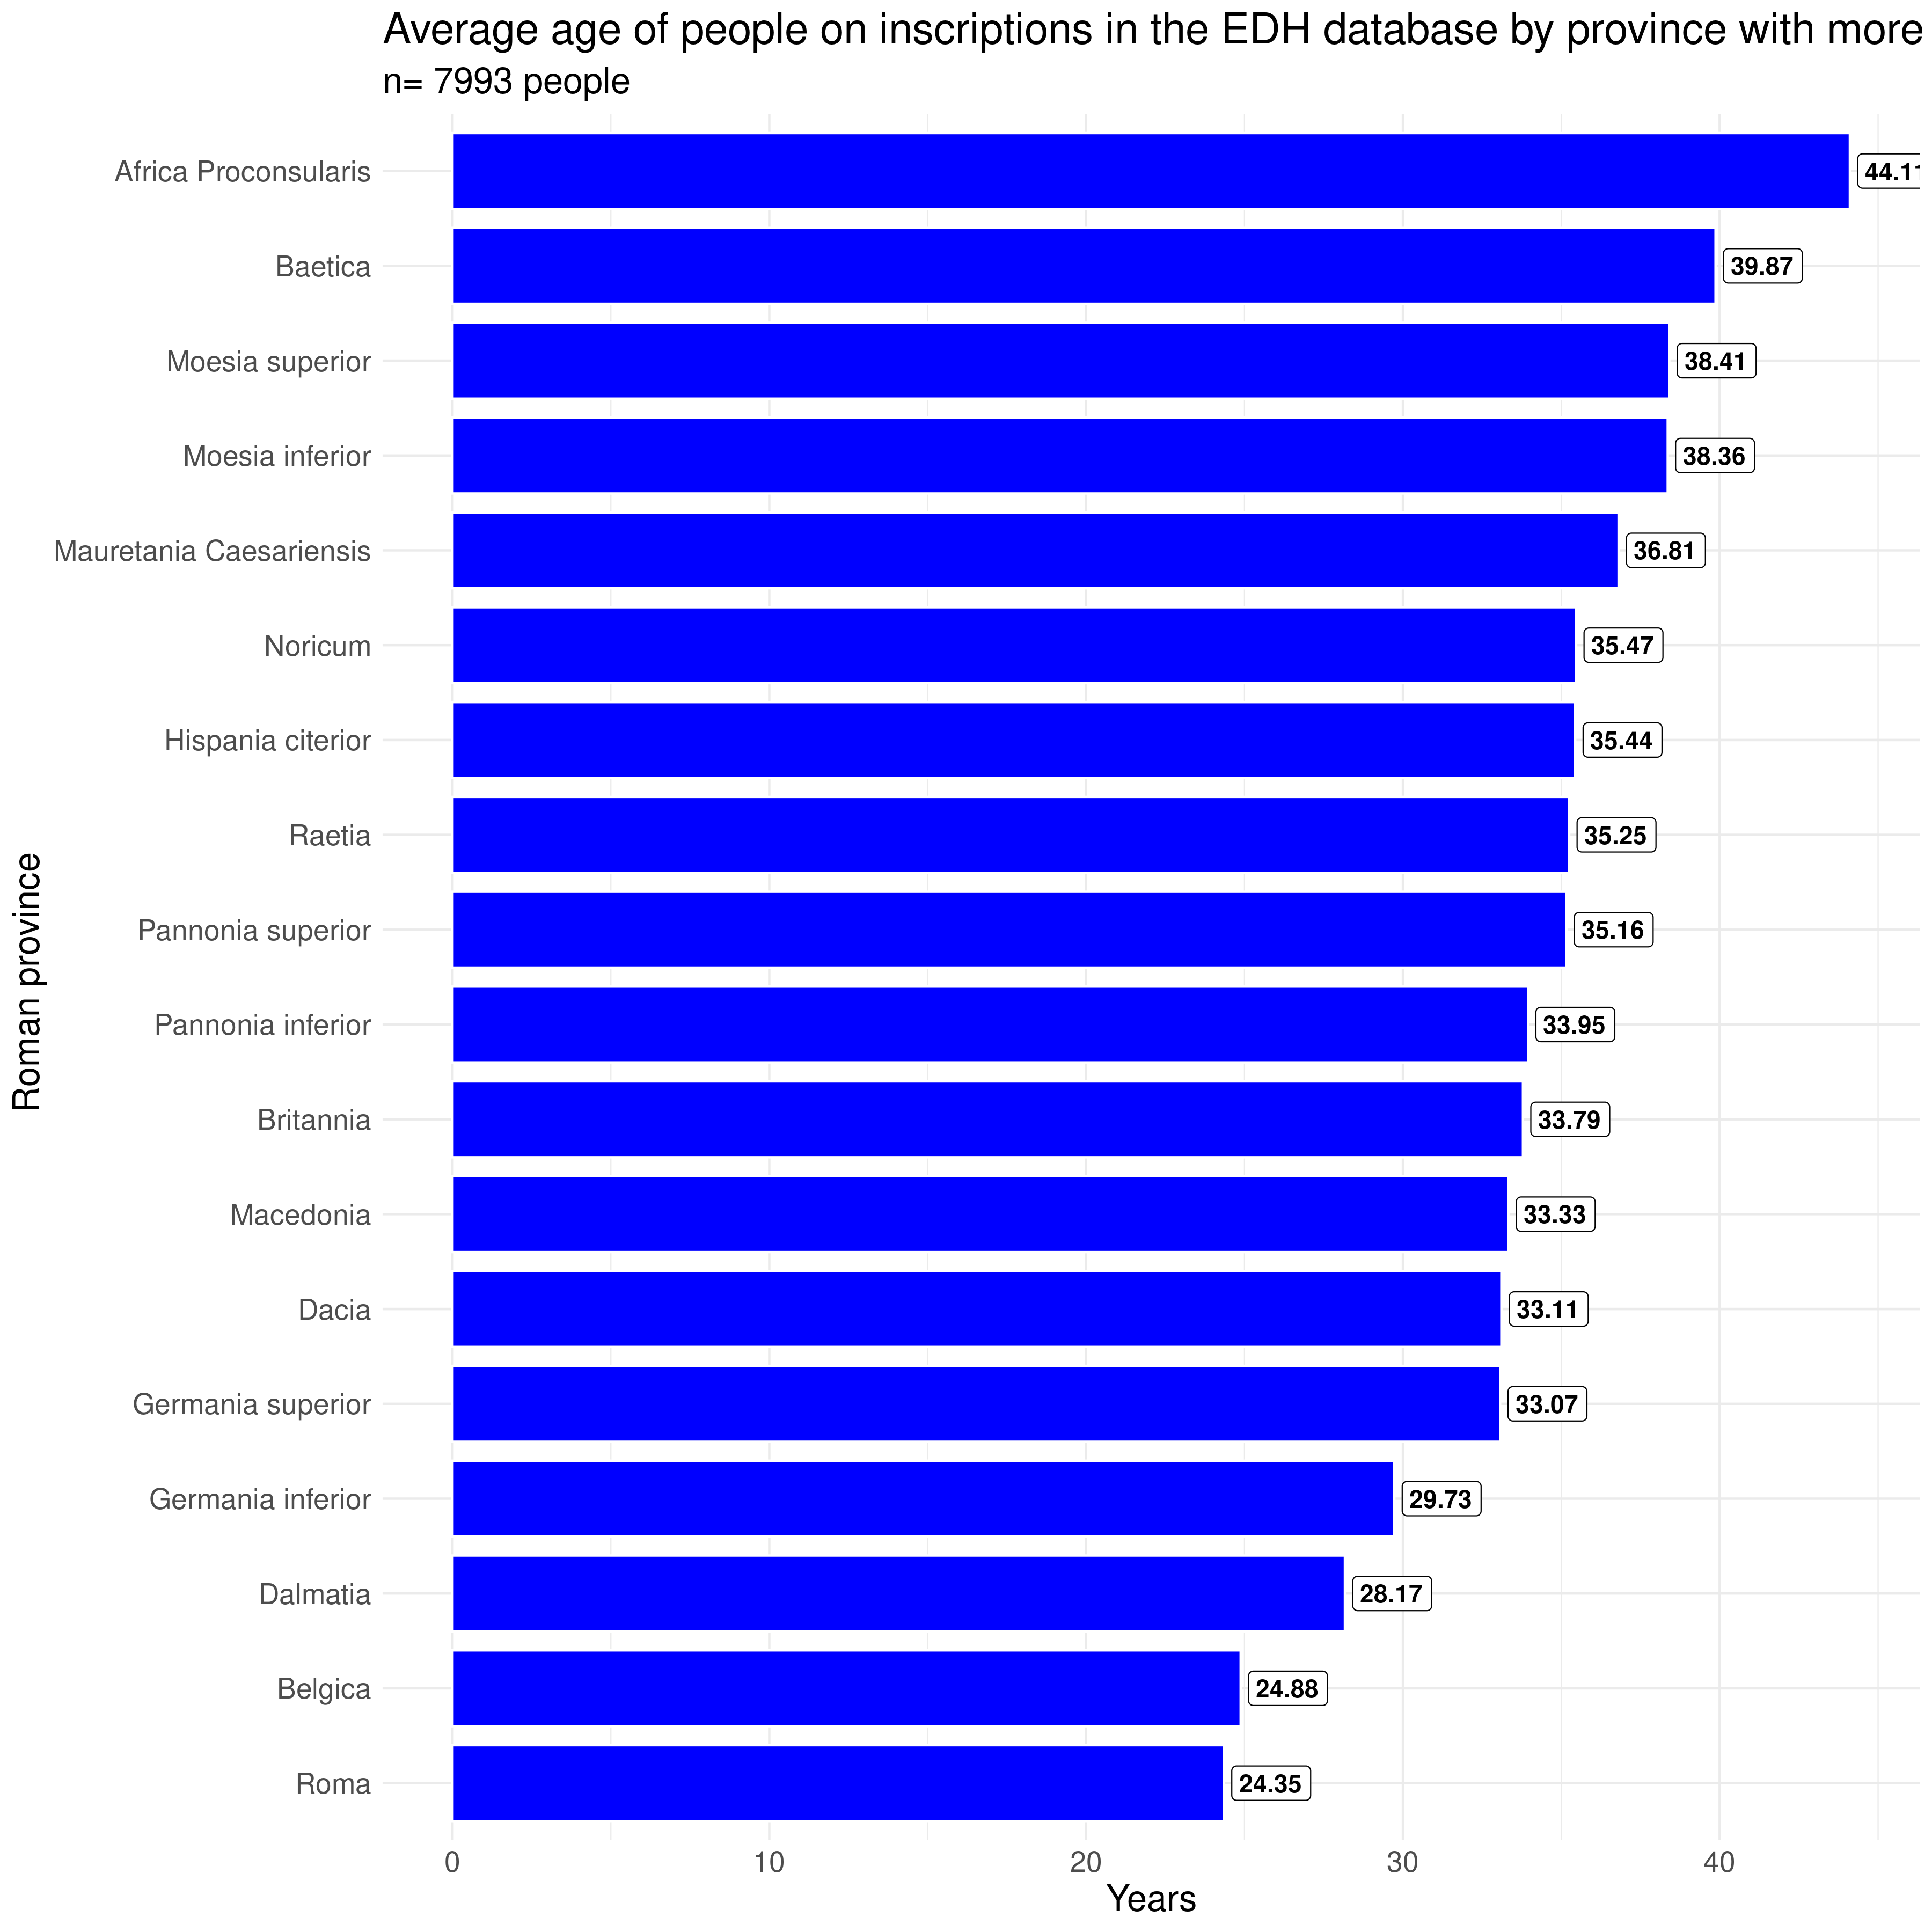 Average age of people on inscriptions in the EDH database by province with more
n= 7993 people
Africa Proconsularis
44.11
Baetica
39.87
Moesia superior
38.41
Moesia inferior
38.36
Mauretania Caesariensis
36.81
Noricum
35.47
Hispania citerior
35.44
Raetia
35.25
Pannonia superior
35.16
Pannonia inferior
33.95
Britannia
33.79
Macedonia
33.33
Dacia
33.11
Germania superior
33.07
Germania inferior
29.73
Dalmatia
28.17
Belgica
24.88
Roma
24.35
Roman province
0 10 20 30 40
Years